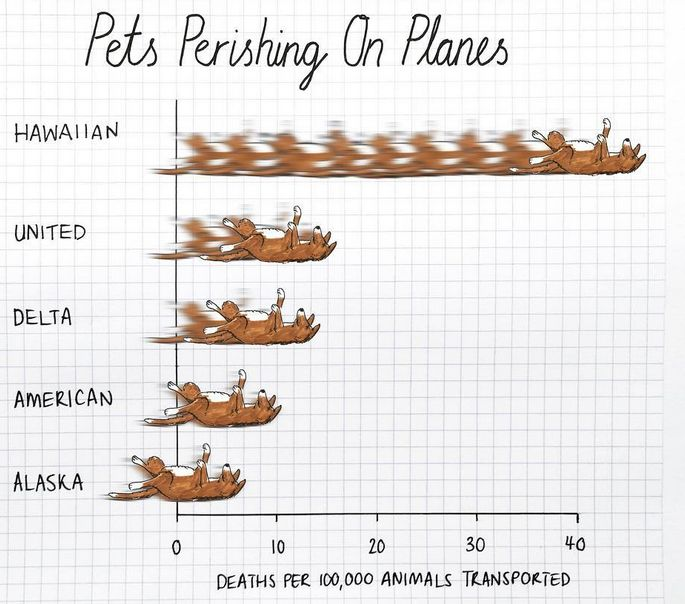 Pets Perishing On Planes
HAWAIIAN
UNITED
DELTA
AMERICAN
ALASKA
0 10 20 30 40
DEATHS PER 100,000 ANIMALS TRANSPORTED